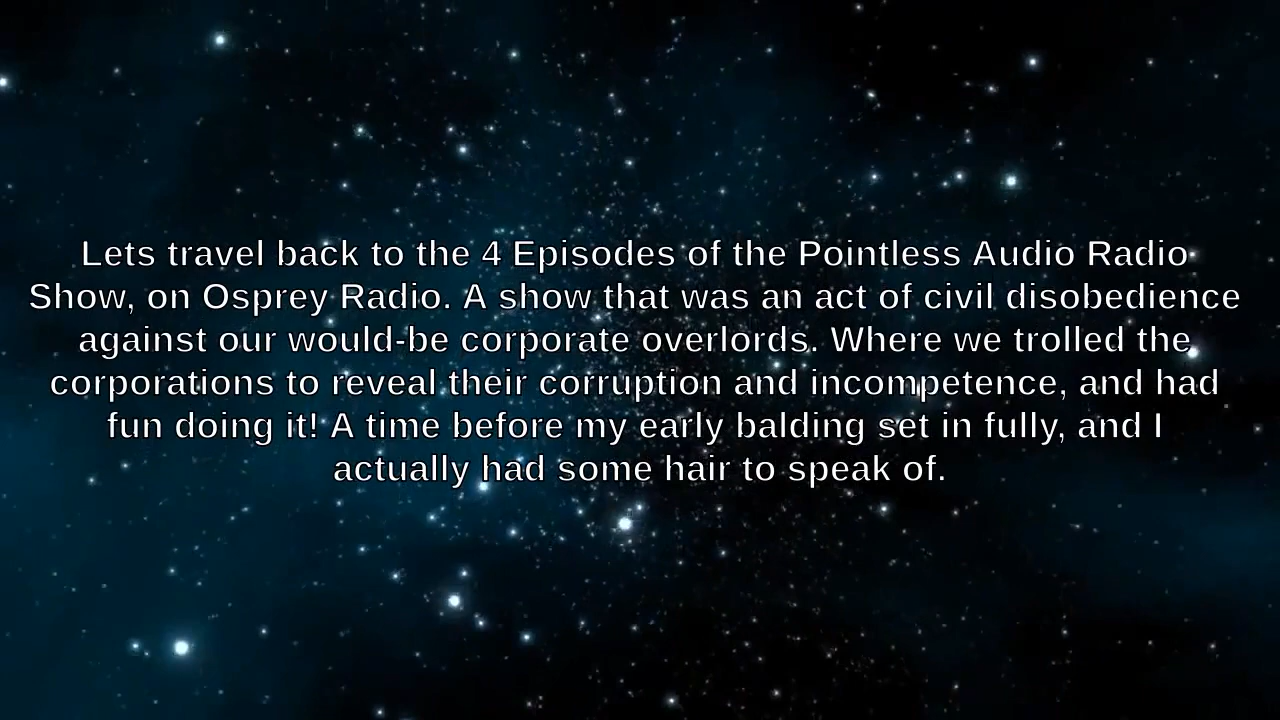 Lets travel back to the 4 Episodes of the Pointless Audio Radio
Show, on Osprey Radio. A show that was an act of civil disobedience
against our would-be corporate overlords. Where we trolled the
corporations to reveal their corruption and incompetence, and had
fun doing it! A time before my early balding set in fully, and I
actually had some hair to speak of.